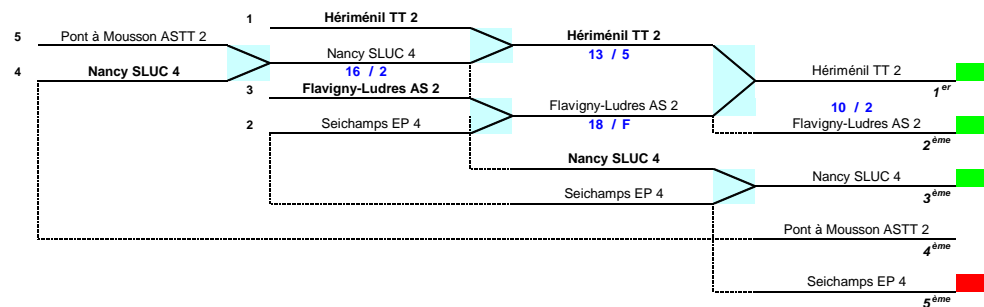 1 Hériménil TT 2
5 Pont à Mousson ASTT 2
Hériménil TT 2
4 Nancy SLUC 4
Nancy SLUC 4
16 / 2
13 / 5
Hériménil TT 2
1er
3 Flavigny-Ludres AS 2
Flavigny-Ludres AS 2
18 / F
10 / 2
Flavigny-Ludres AS 2
2ème
2 Seichamps EP 4
Nancy SLUC 4
Nancy SLUC 4
3ème
Seichamps EP 4
Pont à Mousson ASTT 2
4ème
Seichamps EP 4
5ème